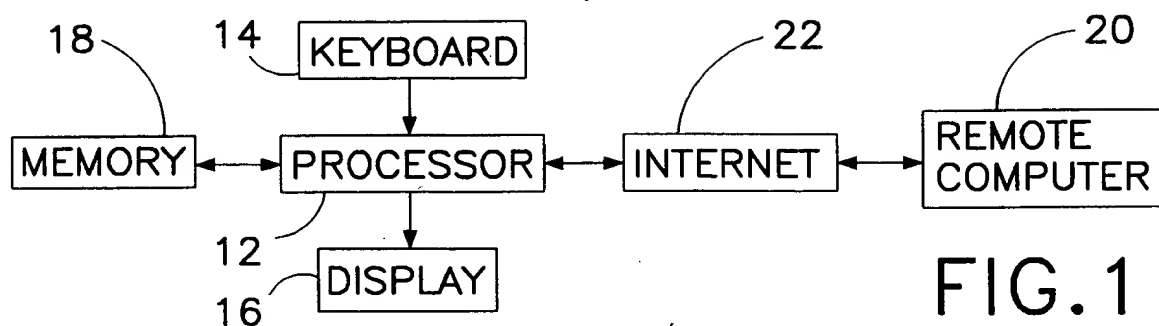 18
14
KEYBOARD
22
20
MEMORY
PROCESSOR
INTERNET
REMOTE
COMPUTER
12
16
DISPLAY
FIG.1